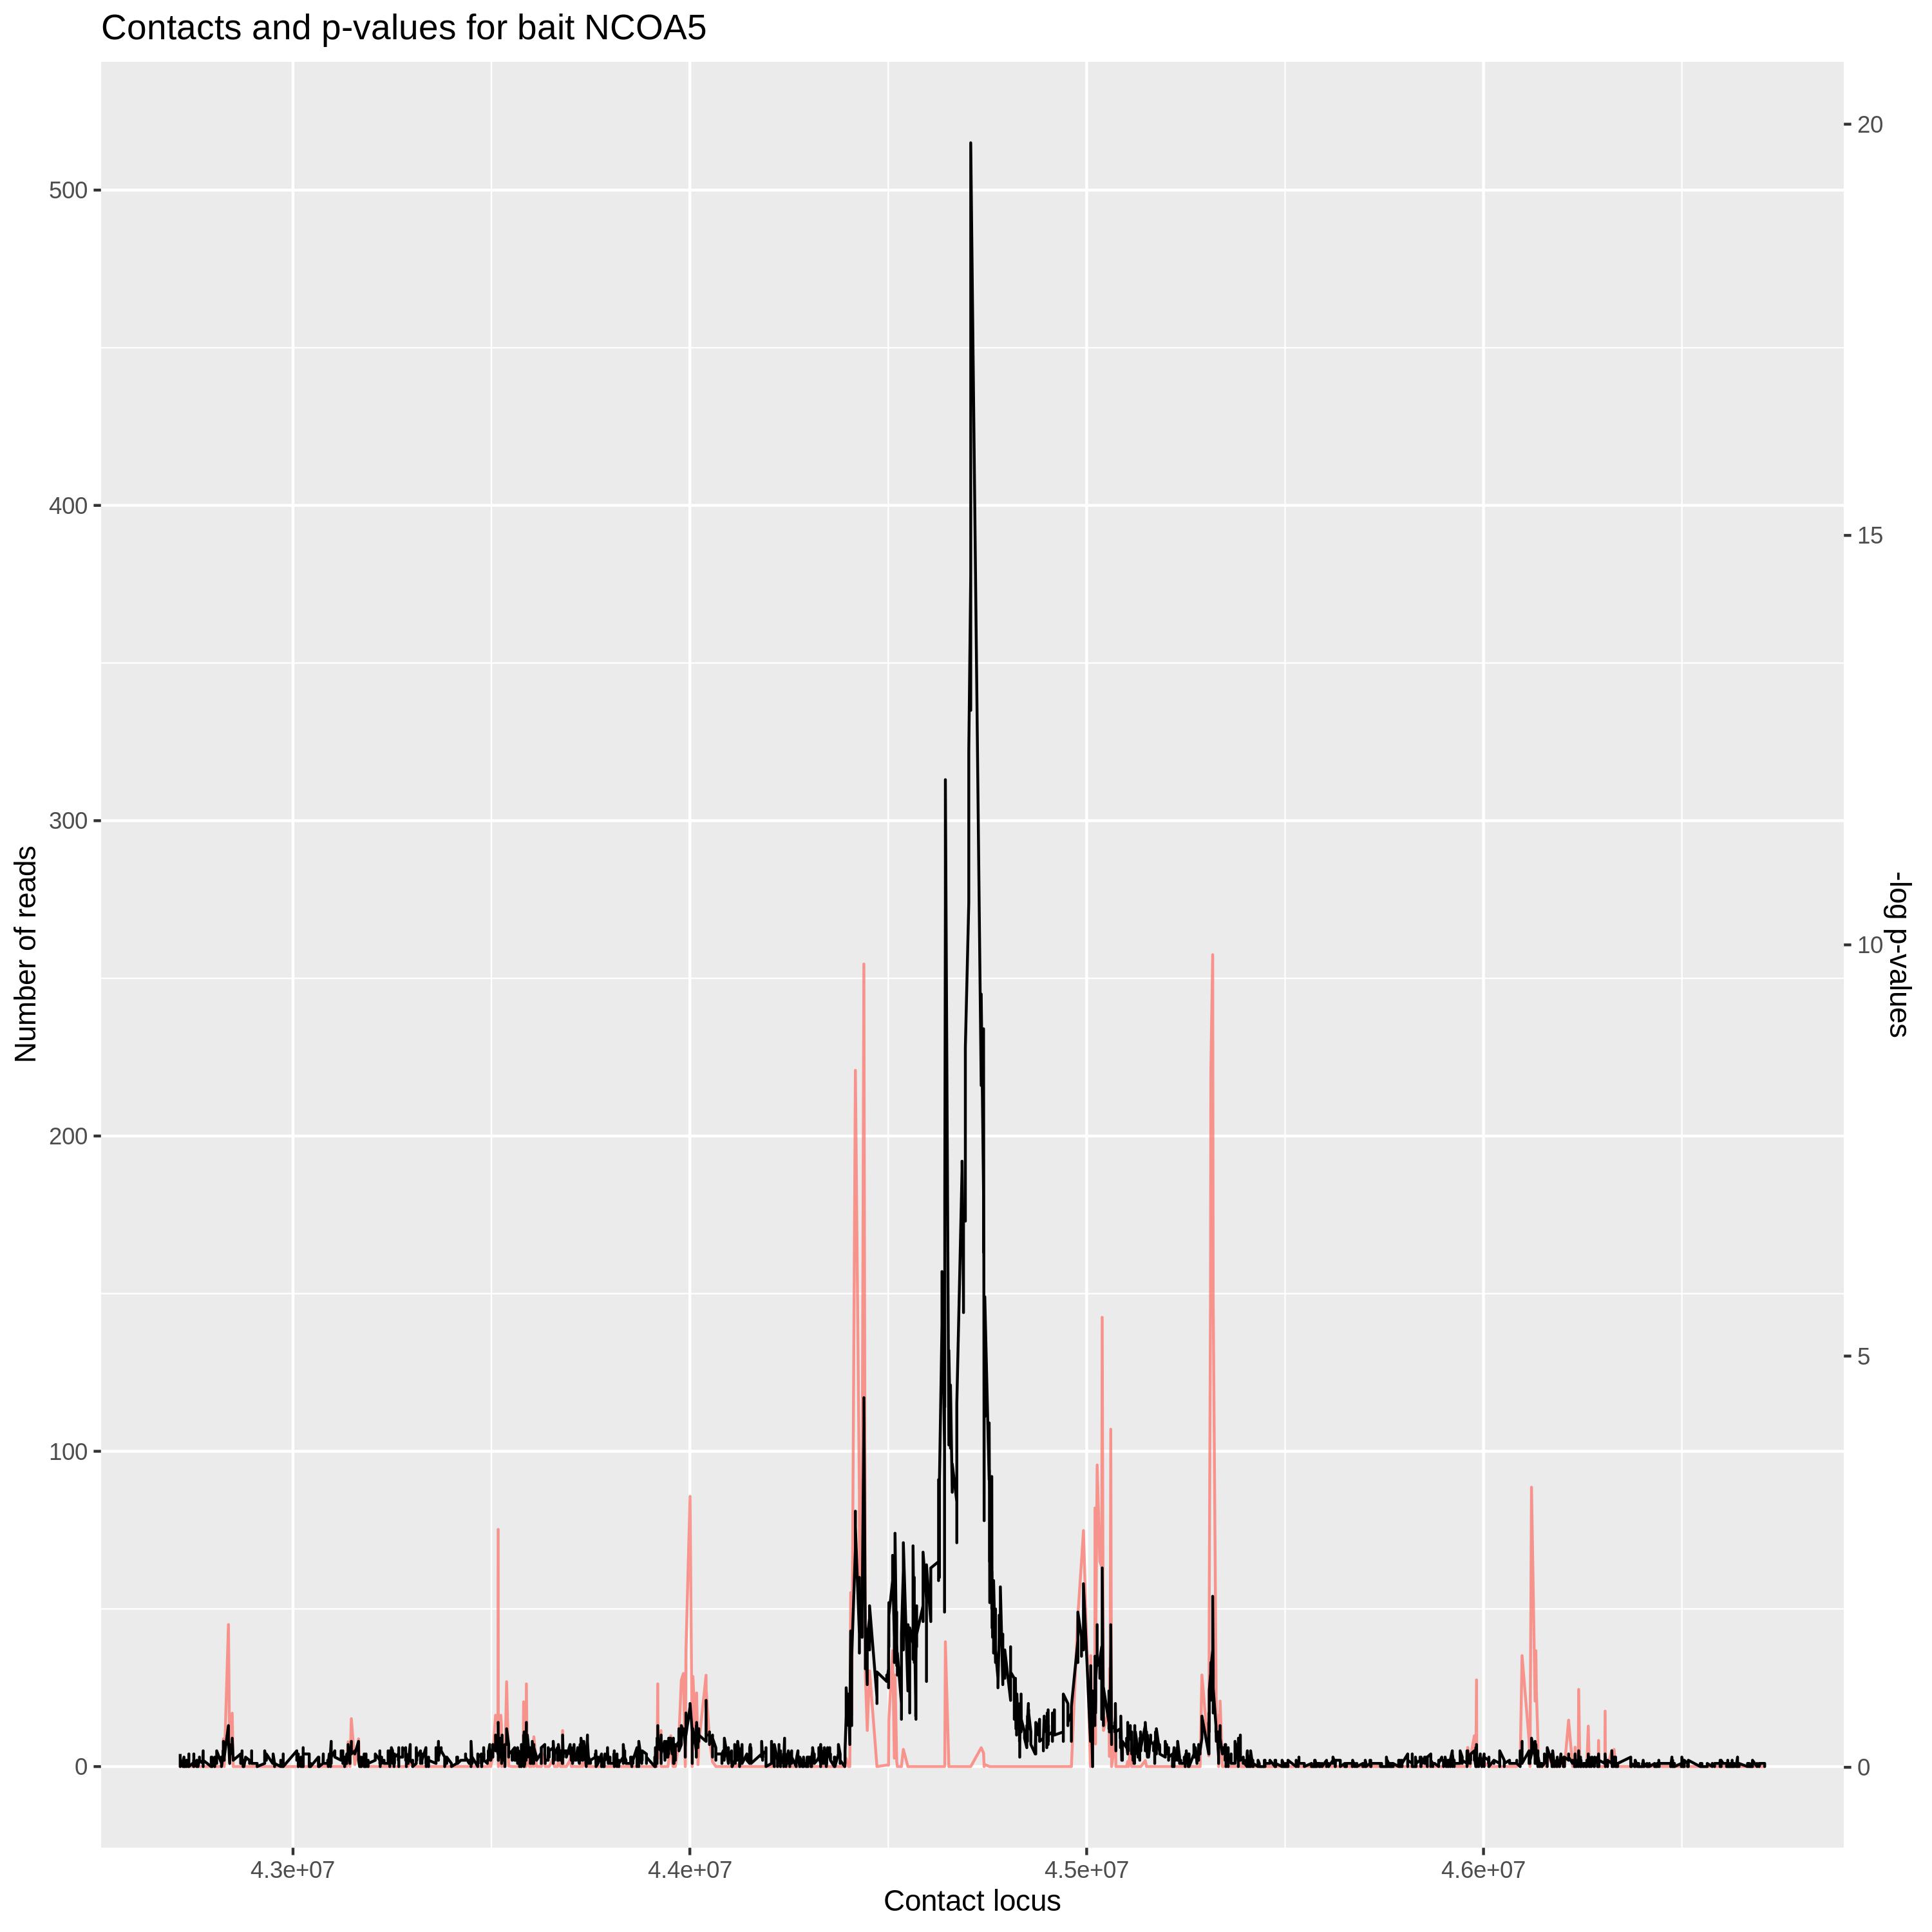 Contacts and p-values for bait NCOA5
Number of reads
500
400
300
200
100
0
20
15
10
5
0
-log p-values
4.3e+07
4.4e+07
4.5e+07
4.6e+07
Contact locus